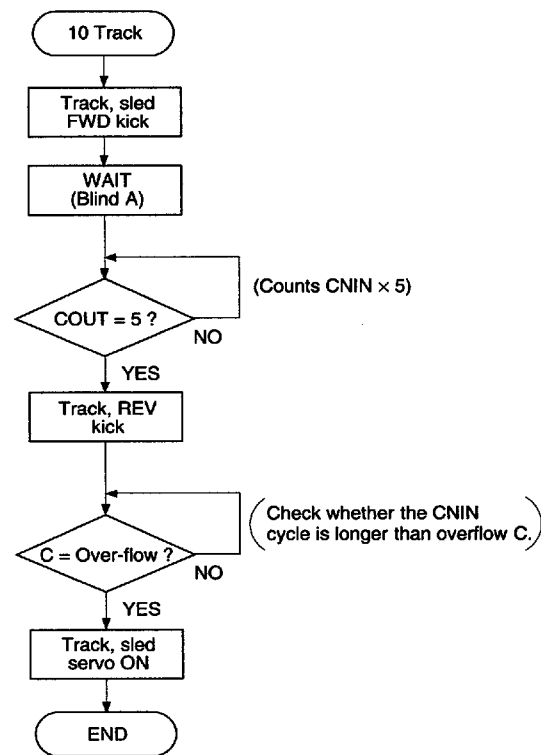 10 Track
Track, sled
FWD kick
WAIT
(Blind A)
(Counts CNIN × 5)
COUT = 5 ?
NO
YES
Track, REV
kick
(Check whether the CNIN
cycle is longer than overflow C.)
C = Over-flow ?
NO
YES
Track, sled
servo ON
END